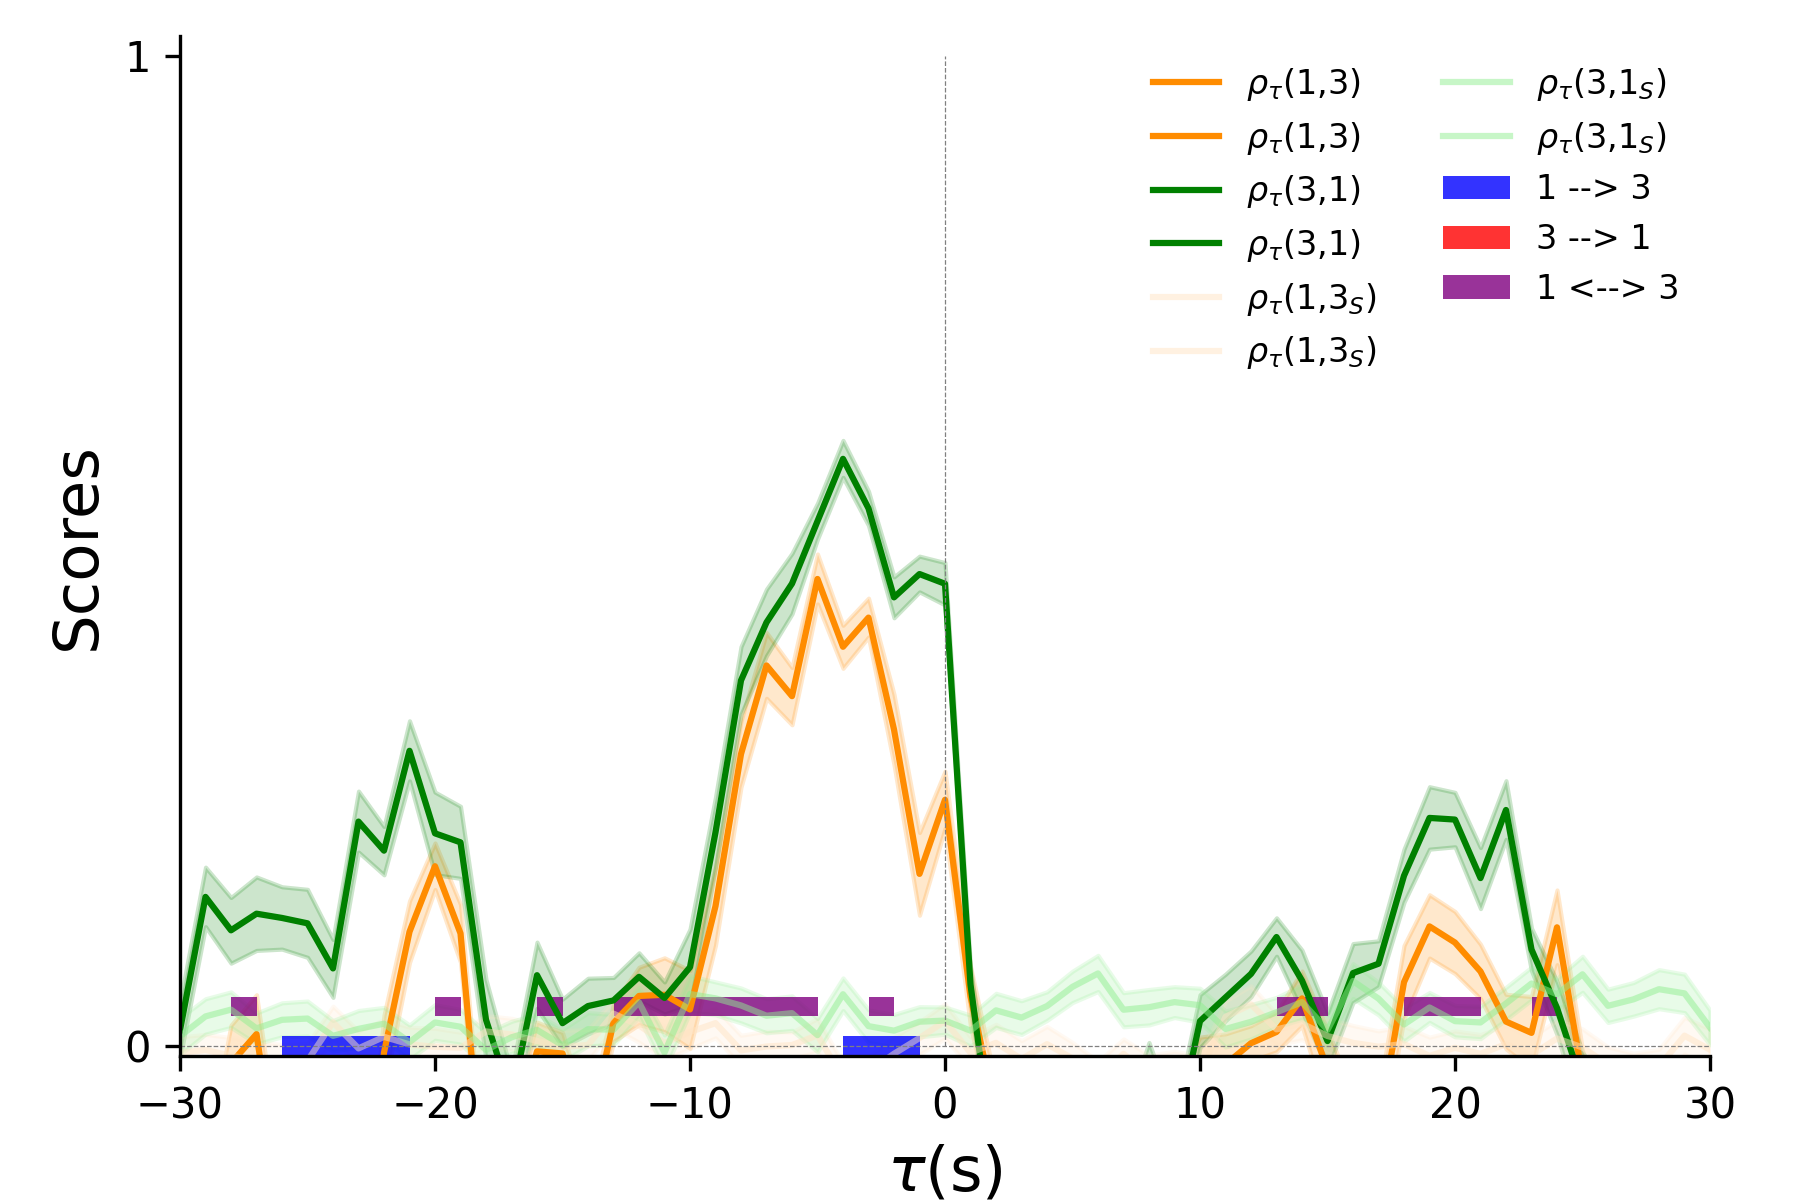 1
ρτ(1,3)
ρτ(1,3)
ρτ(3,1)
ρτ(3,1)
ρτ(1,3S)
ρτ(1,3S)
ρτ(3,1S)
ρτ(3,1S)
1 --> 3
3 --> 1
1 <--> 3
Scores
0
−30 −20 −10 0 10 20 30
τ(s)